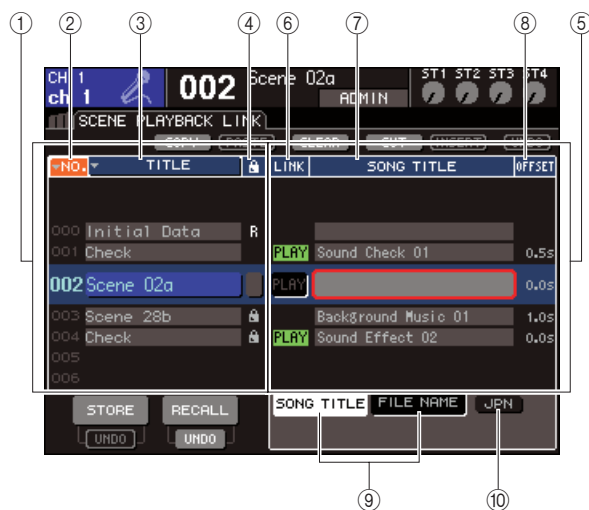 ① ② ③ ④ ⑥ ⑦ ⑧ ⑤
CH 1 002 Scene 02a ST1 ST2 ST3 ST4
ch 1 ADMIN
SCENE PLAYBACK LINK
COPY PASTE CLEAR CUT INSERT UNDO
NO. TITLE LINK SONG TITLE OFFSET
000 Initial Data R
001 Check PLAY Sound Check 01 0.5s
002 Scene 02a PLAY 0.0s
003 Scene 28b Background Music 01 1.0s
004 Check PLAY Sound Effect 02 0.0s
005
006
STORE RECALL SONG TITLE FILE NAME JPN
UNDO UNDO
⑨ ⑩